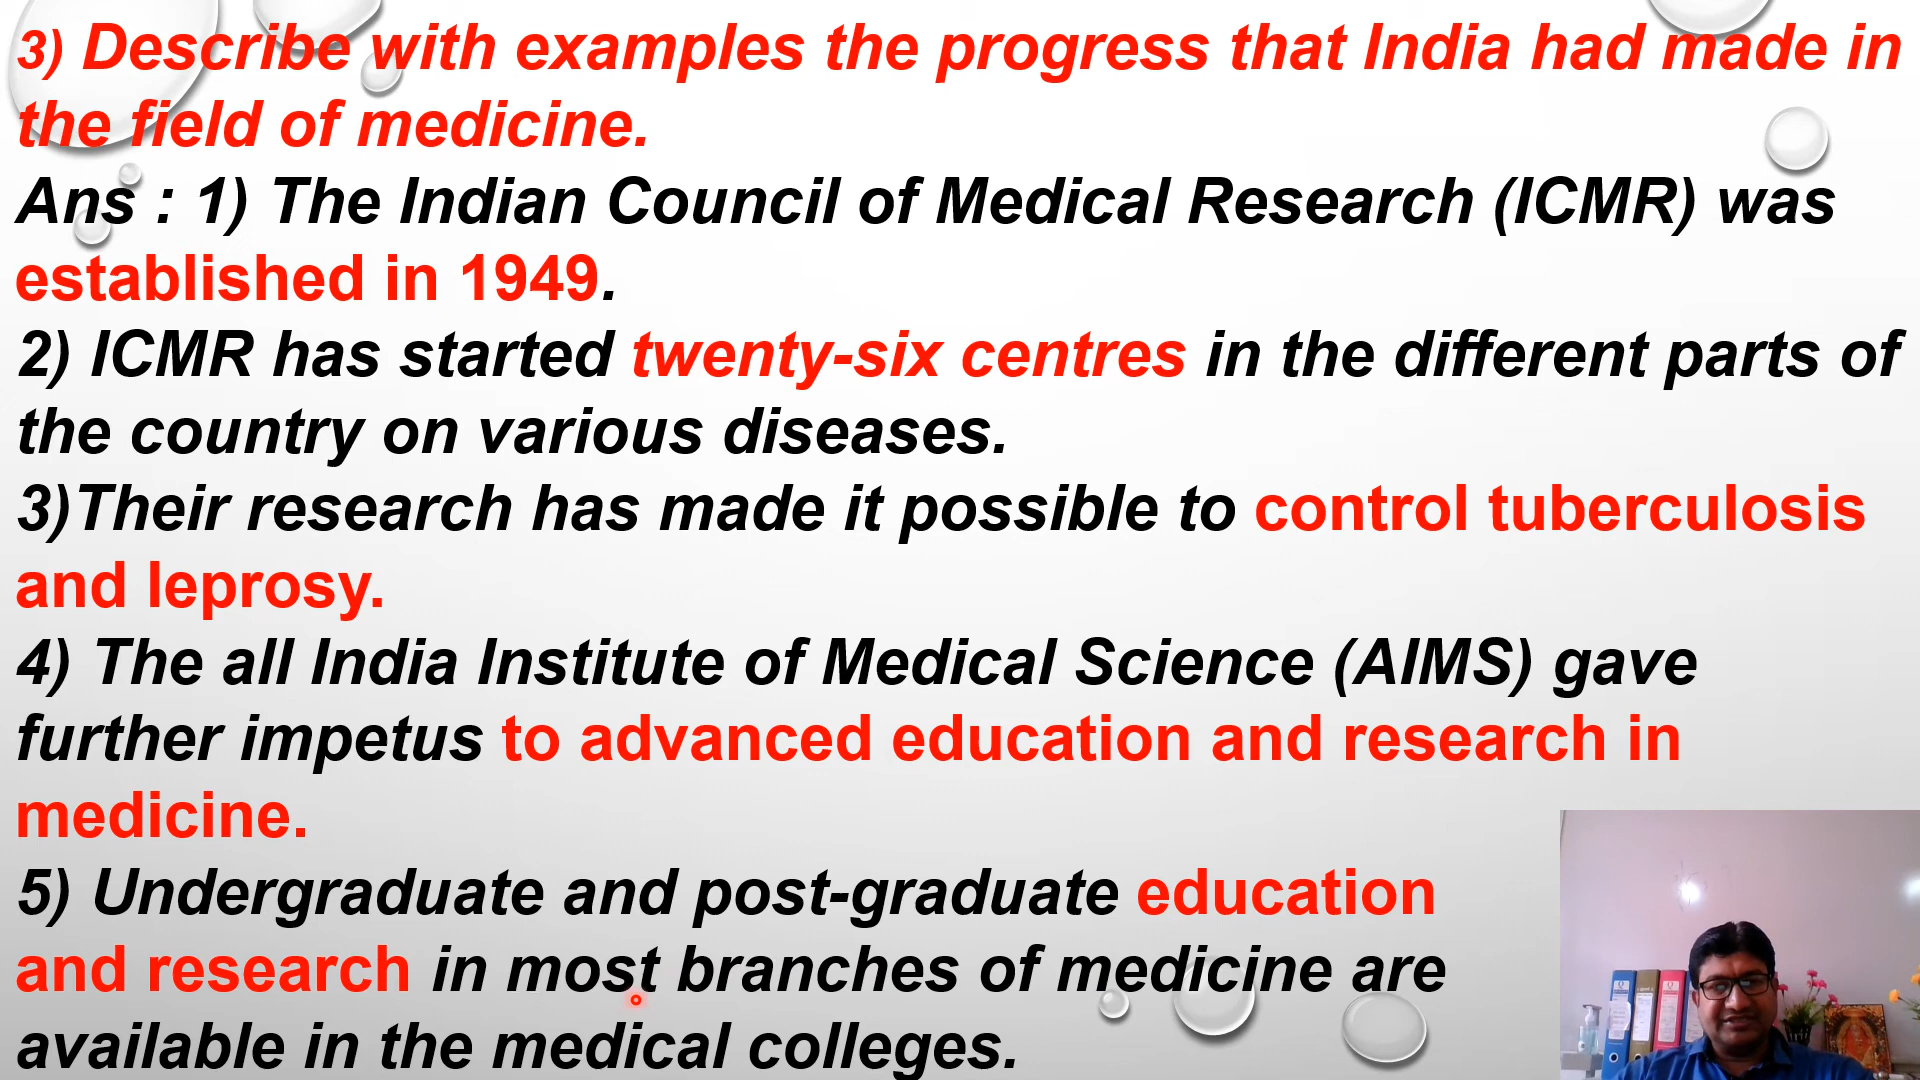 3) Describe with examples the progress that India had made in
the field of medicine.
Ans : 1) The Indian Council of Medical Research (ICMR) was
established in 1949.
2) ICMR has started twenty-six centres in the different parts of
the country on various diseases.
3)Their research has made it possible to control tuberculosis
and leprosy.
4) The all India Institute of Medical Science (AIMS) gave
further impetus to advanced education and research in
medicine.
5) Undergraduate and post-graduate education
and research in most branches of medicine are
available in the medical colleges.